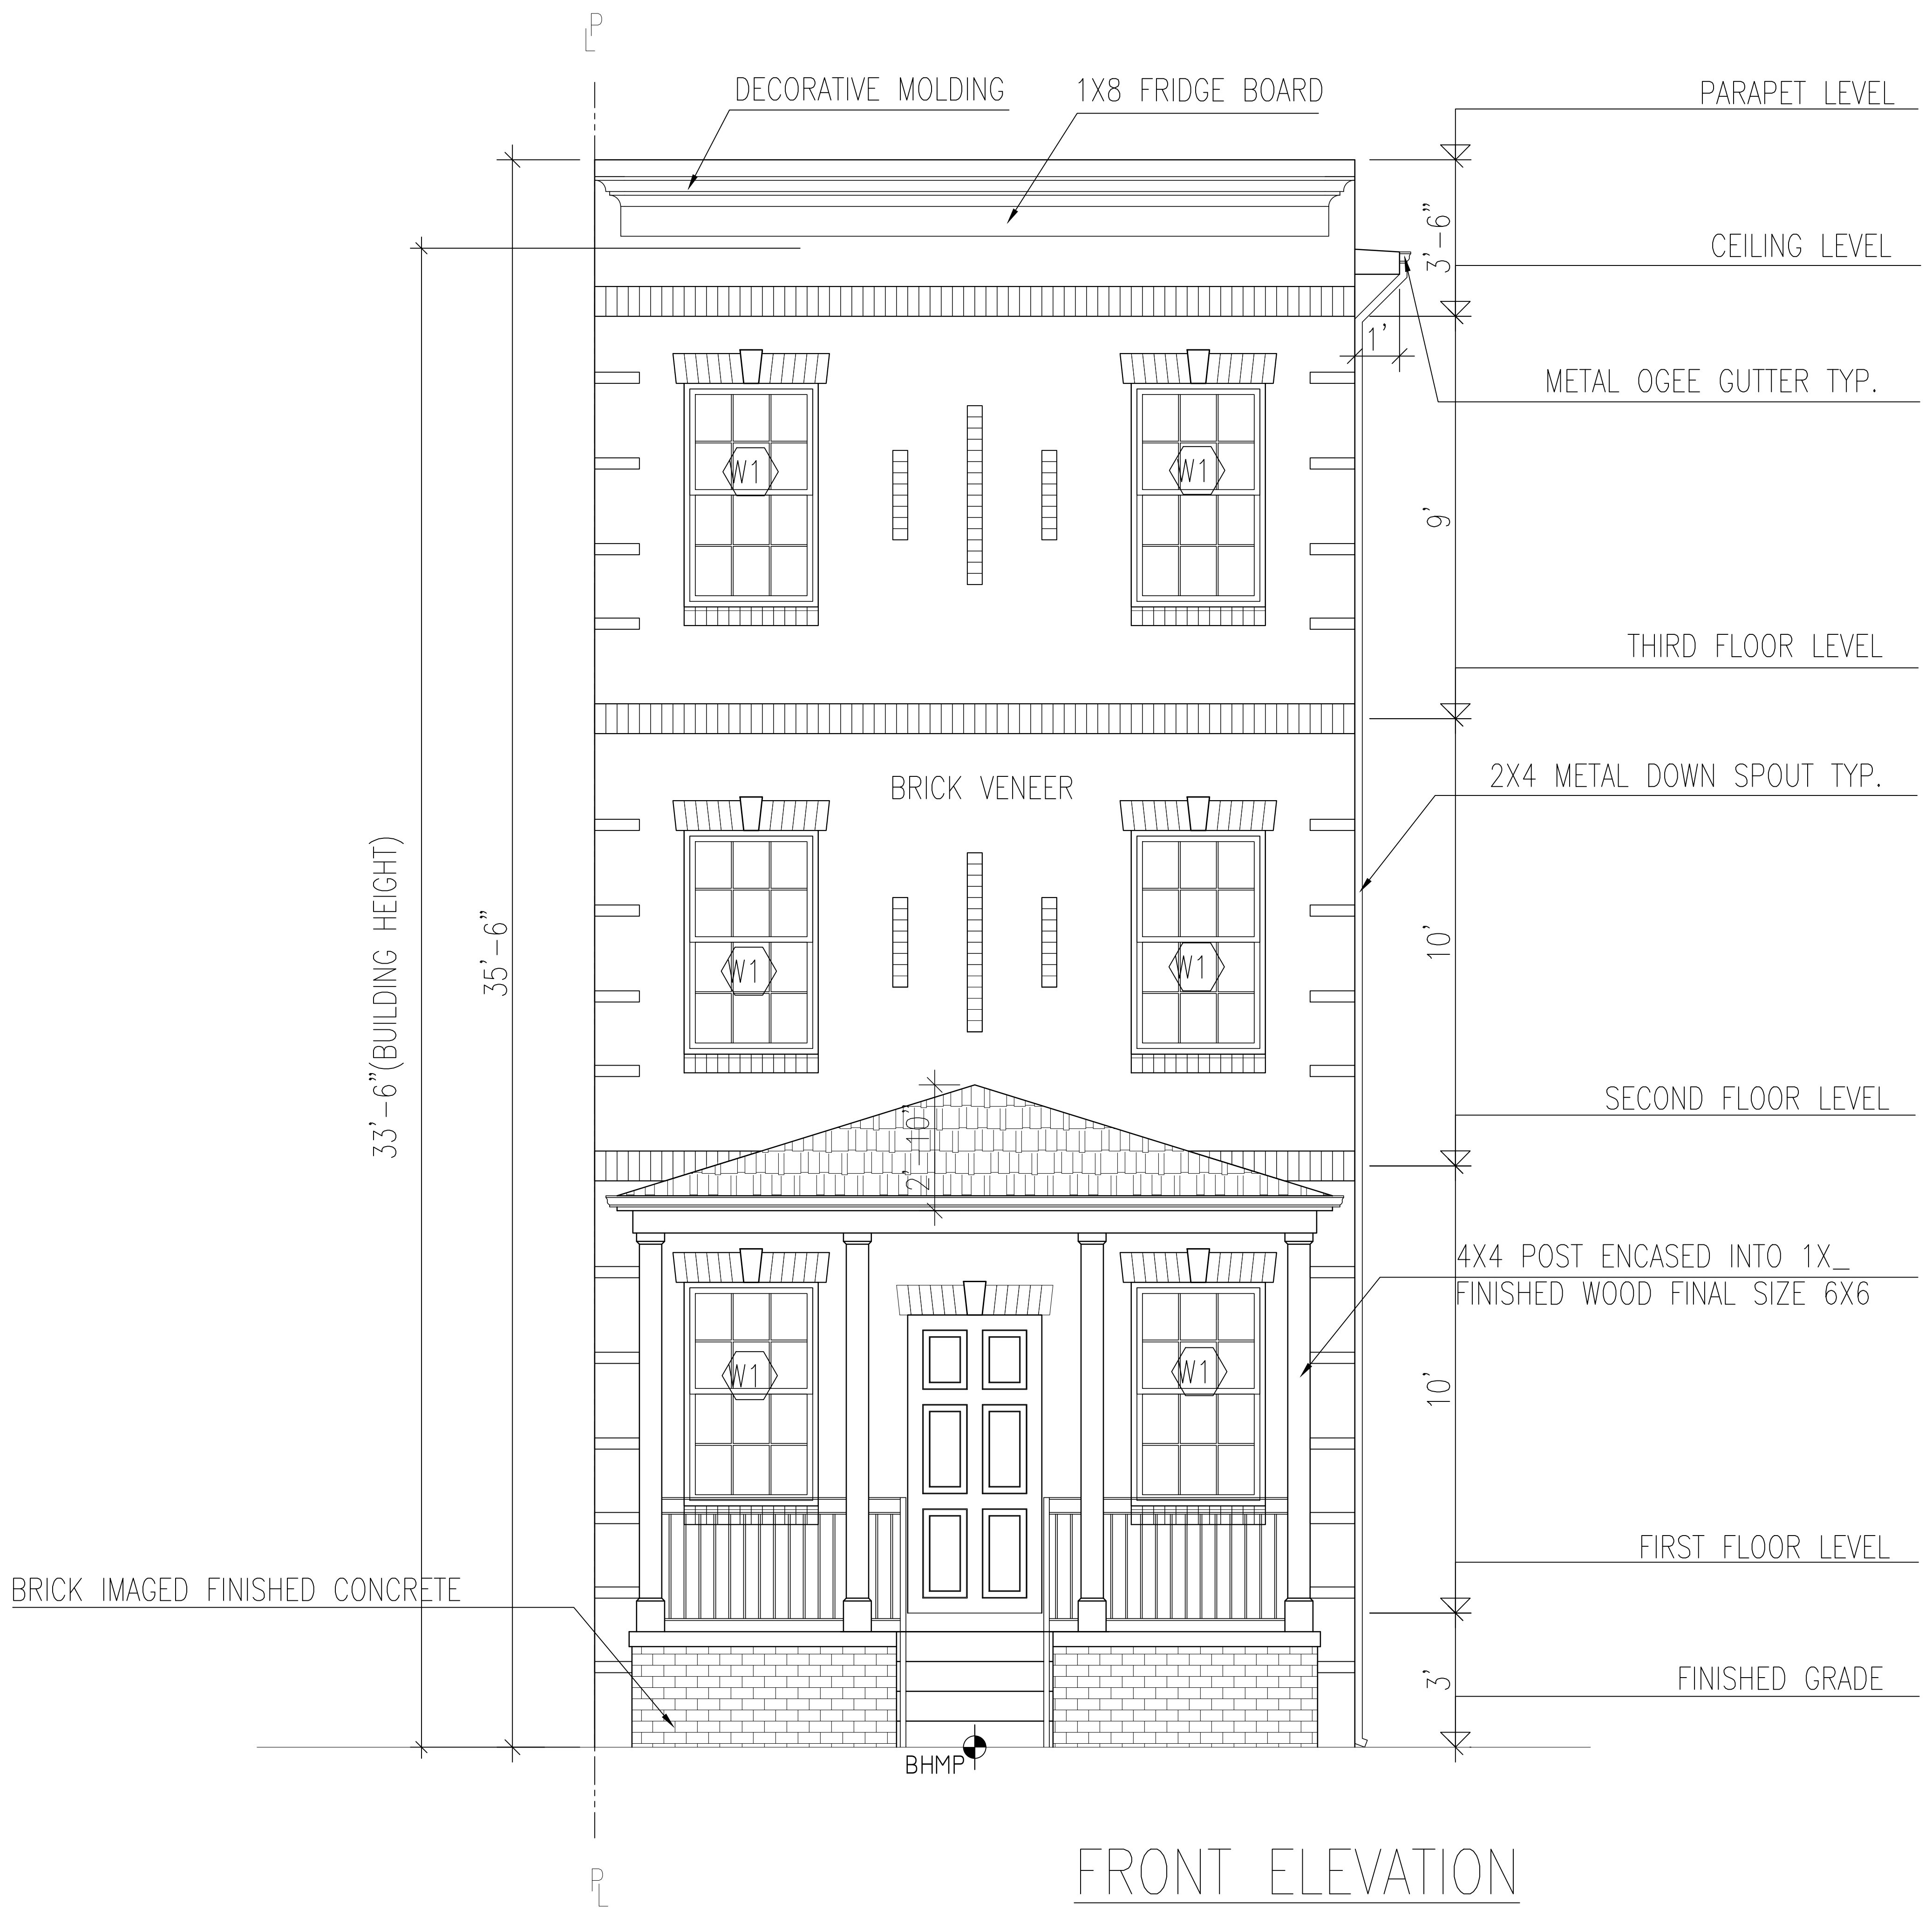 PL
DECORATIVE MOLDING
1X8 FRIDGE BOARD
PARAPET LEVEL
3'-6"
CEILING LEVEL
1'
METAL OGEE GUTTER TYP.
W1
W1
9'
THIRD FLOOR LEVEL
BRICK VENEER
2X4 METAL DOWN SPOUT TYP.
33'-6"(BUILDING HEIGHT)
35'-6"
W1
W1
10'
2'-10"
SECOND FLOOR LEVEL
4X4 POST ENCASED INTO 1X_
FINISHED WOOD FINAL SIZE 6X6
W1
W1
10'
FIRST FLOOR LEVEL
BRICK IMAGED FINISHED CONCRETE
3'
FINISHED GRADE
BHMP
PL
FRONT ELEVATION